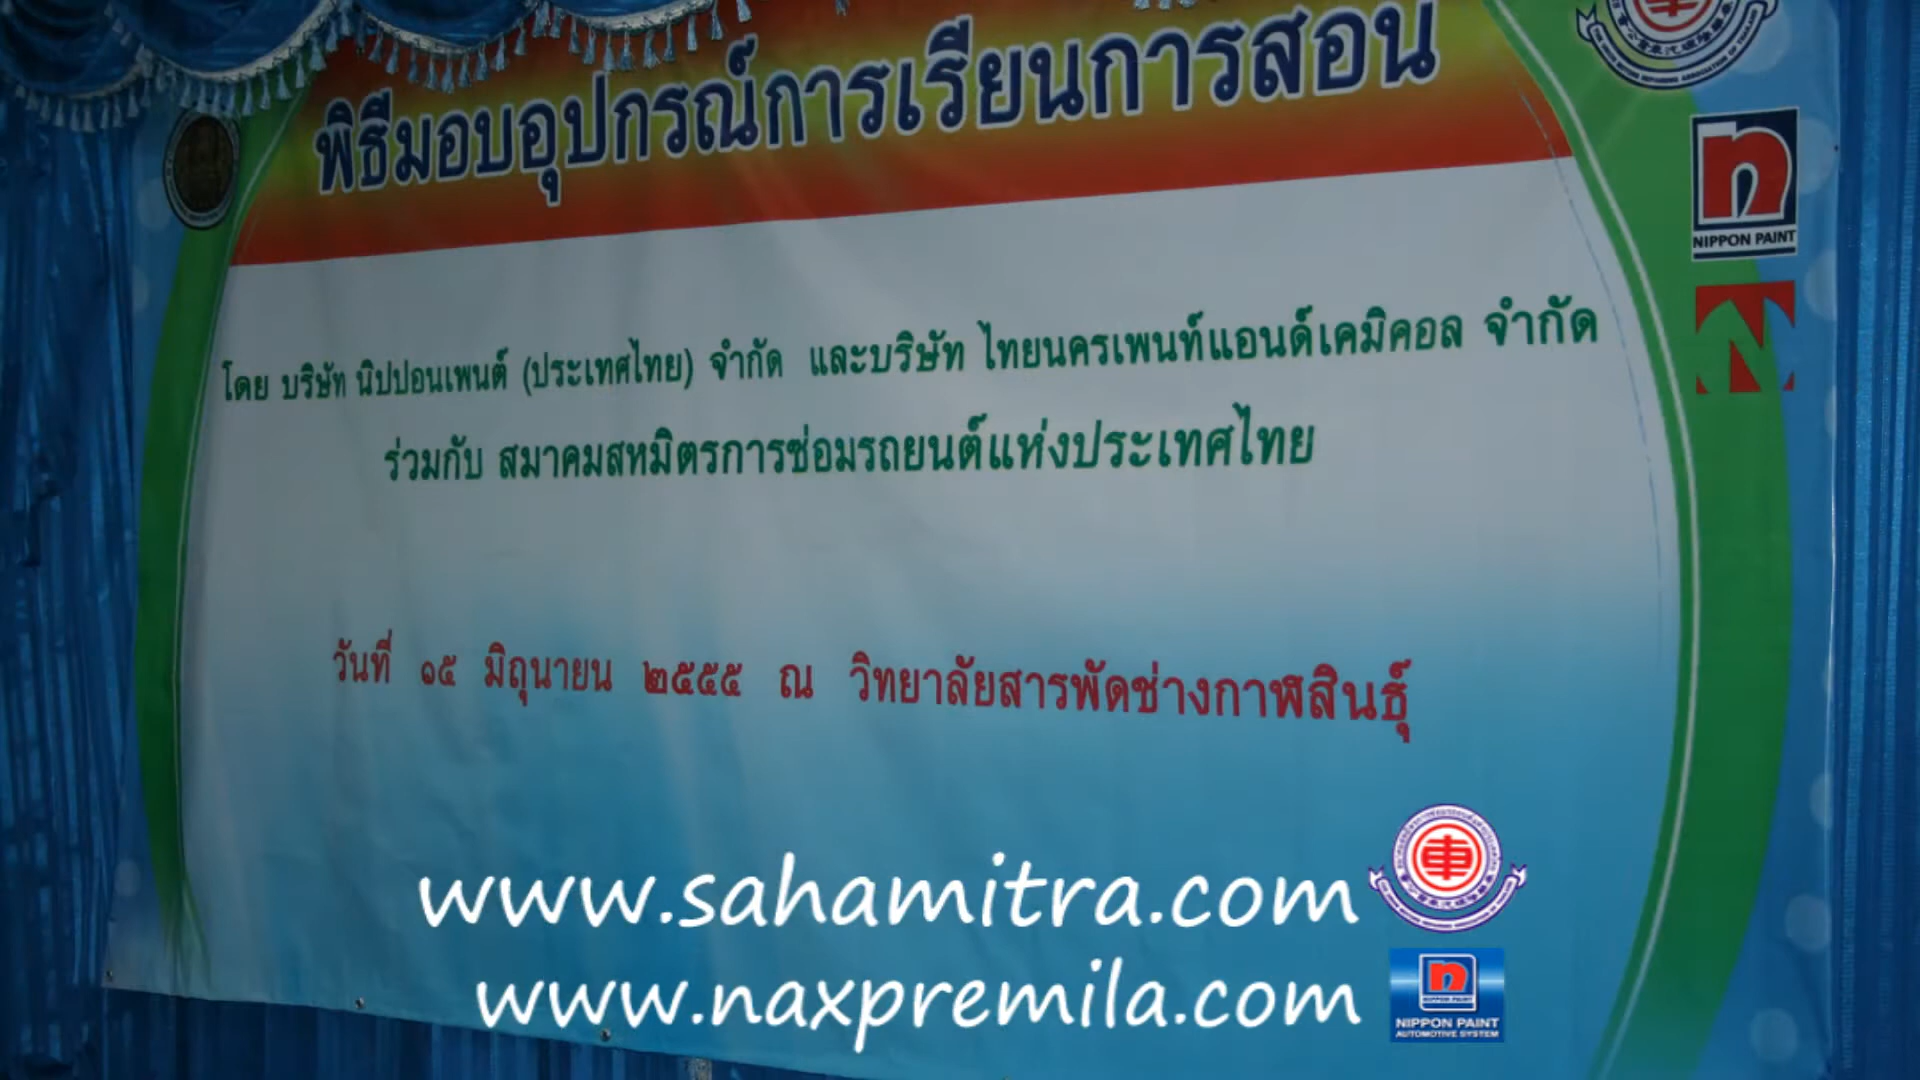 พิธีมอบอุปกรณ์การเรียนการสอน
NIPPON PAINT
โดย บริษัท นิปปอนเพนต์ (ประเทศไทย) จำกัด และบริษัท ไทยนครเพนท์แอนด์เคมิคอล จำกัด
ร่วมกับ สมาคมสหมิตรการซ่อมรถยนต์แห่งประเทศไทย
วันที่ ๑๕ มิถุนายน ๒๕๕๕ ณ วิทยาลัยสารพัดช่างกาฬสินธุ์
www.sahamitra.com
www.naxpremila.com
NIPPON PAINT
NIPPON PAINT
AUTOMOTIVE SYSTEM